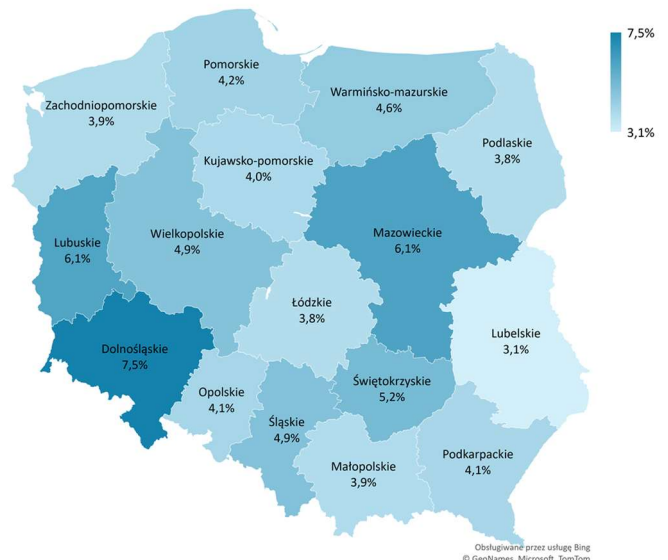 7,5%
3,1%
Pomorskie
4,2%
Warmińsko-mazurskie
4,6%
Zachodniopomorskie
3,9%
Podlaskie
3,8%
Kujawsko-pomorskie
4,0%
Lubuskie
6,1%
Wielkopolskie
4,9%
Mazowieckie
6,1%
Łódzkie
3,8%
Lubelskie
3,1%
Dolnośląskie
7,5%
Opolskie
4,1%
Świętokrzyskie
5,2%
Śląskie
4,9%
Małopolskie
3,9%
Podkarpackie
4,1%
Obsługiwane przez usługę Bing
© GeoNames, Microsoft, TomTom